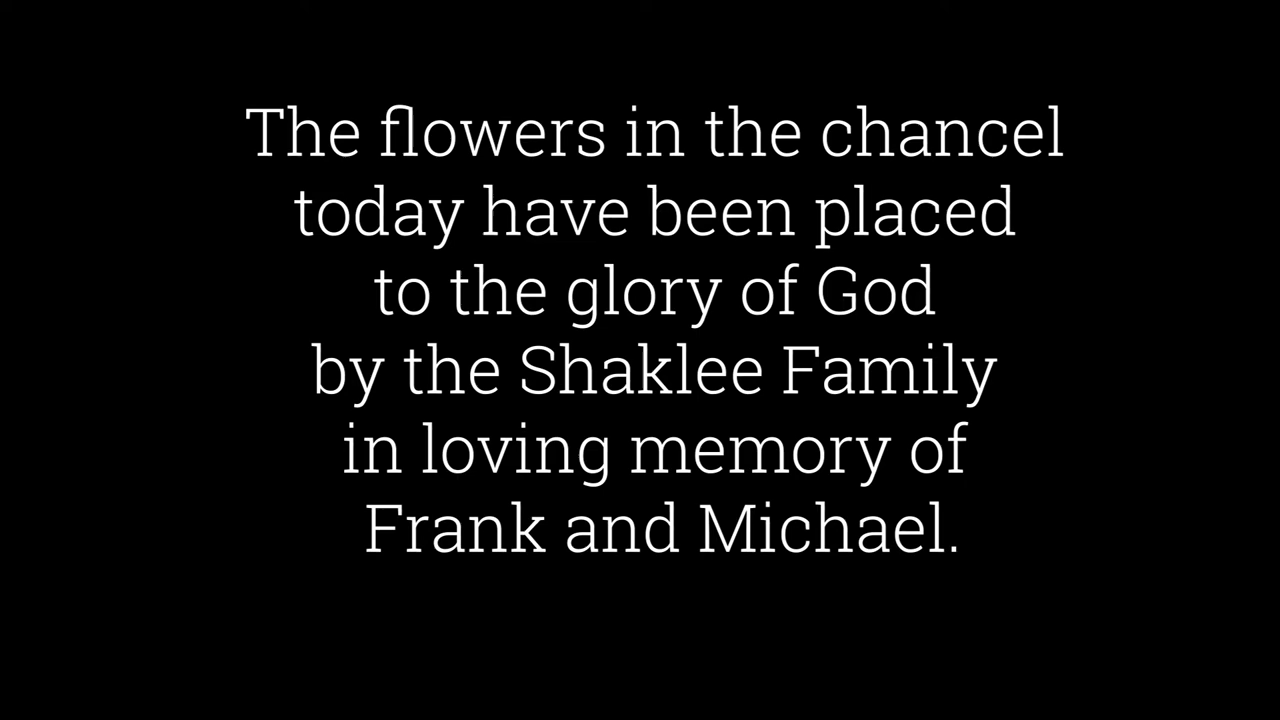 The flowers in the chancel
today have been placed
to the glory of God
by the Shaklee Family
in loving memory of
Frank and Michael.